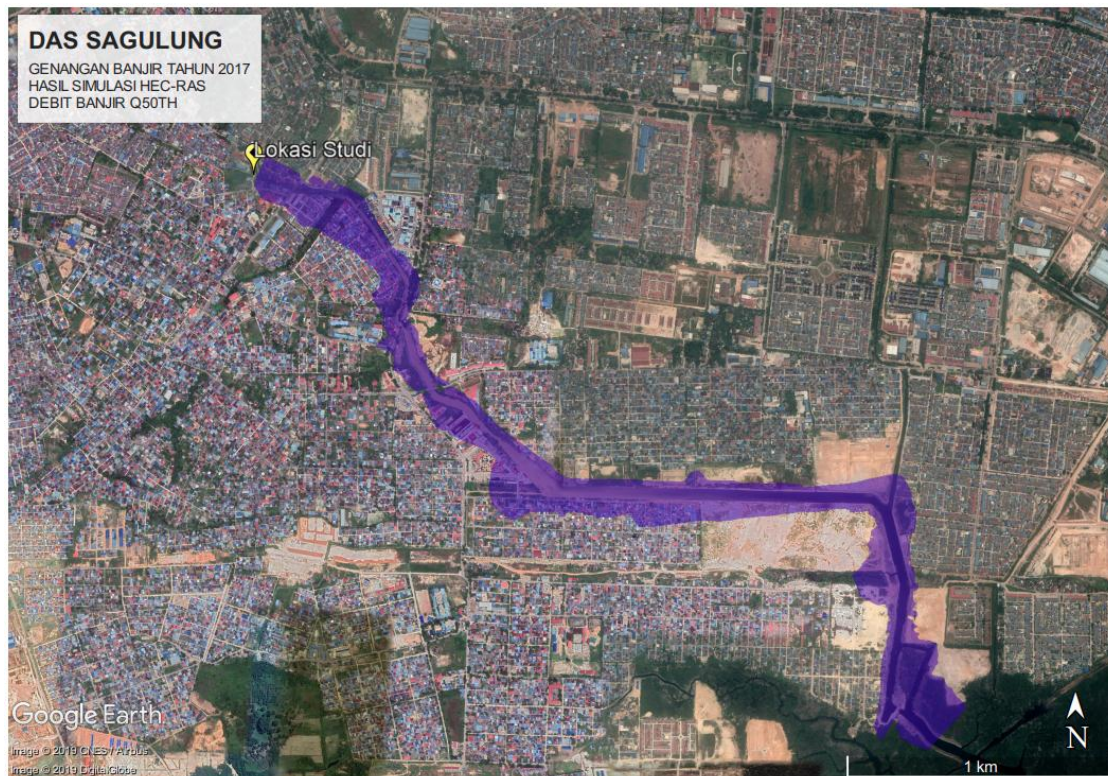 DAS SAGULUNG
GENANGAN BANJIR TAHUN 2017
HASIL SIMULASI HEC-RAS
DEBIT BANJIR Q50TH
Lokasi Studi
Google Earth
Image © 2019 CNES / Airbus
Image © 2019 DigitalGlobe
N
1 km